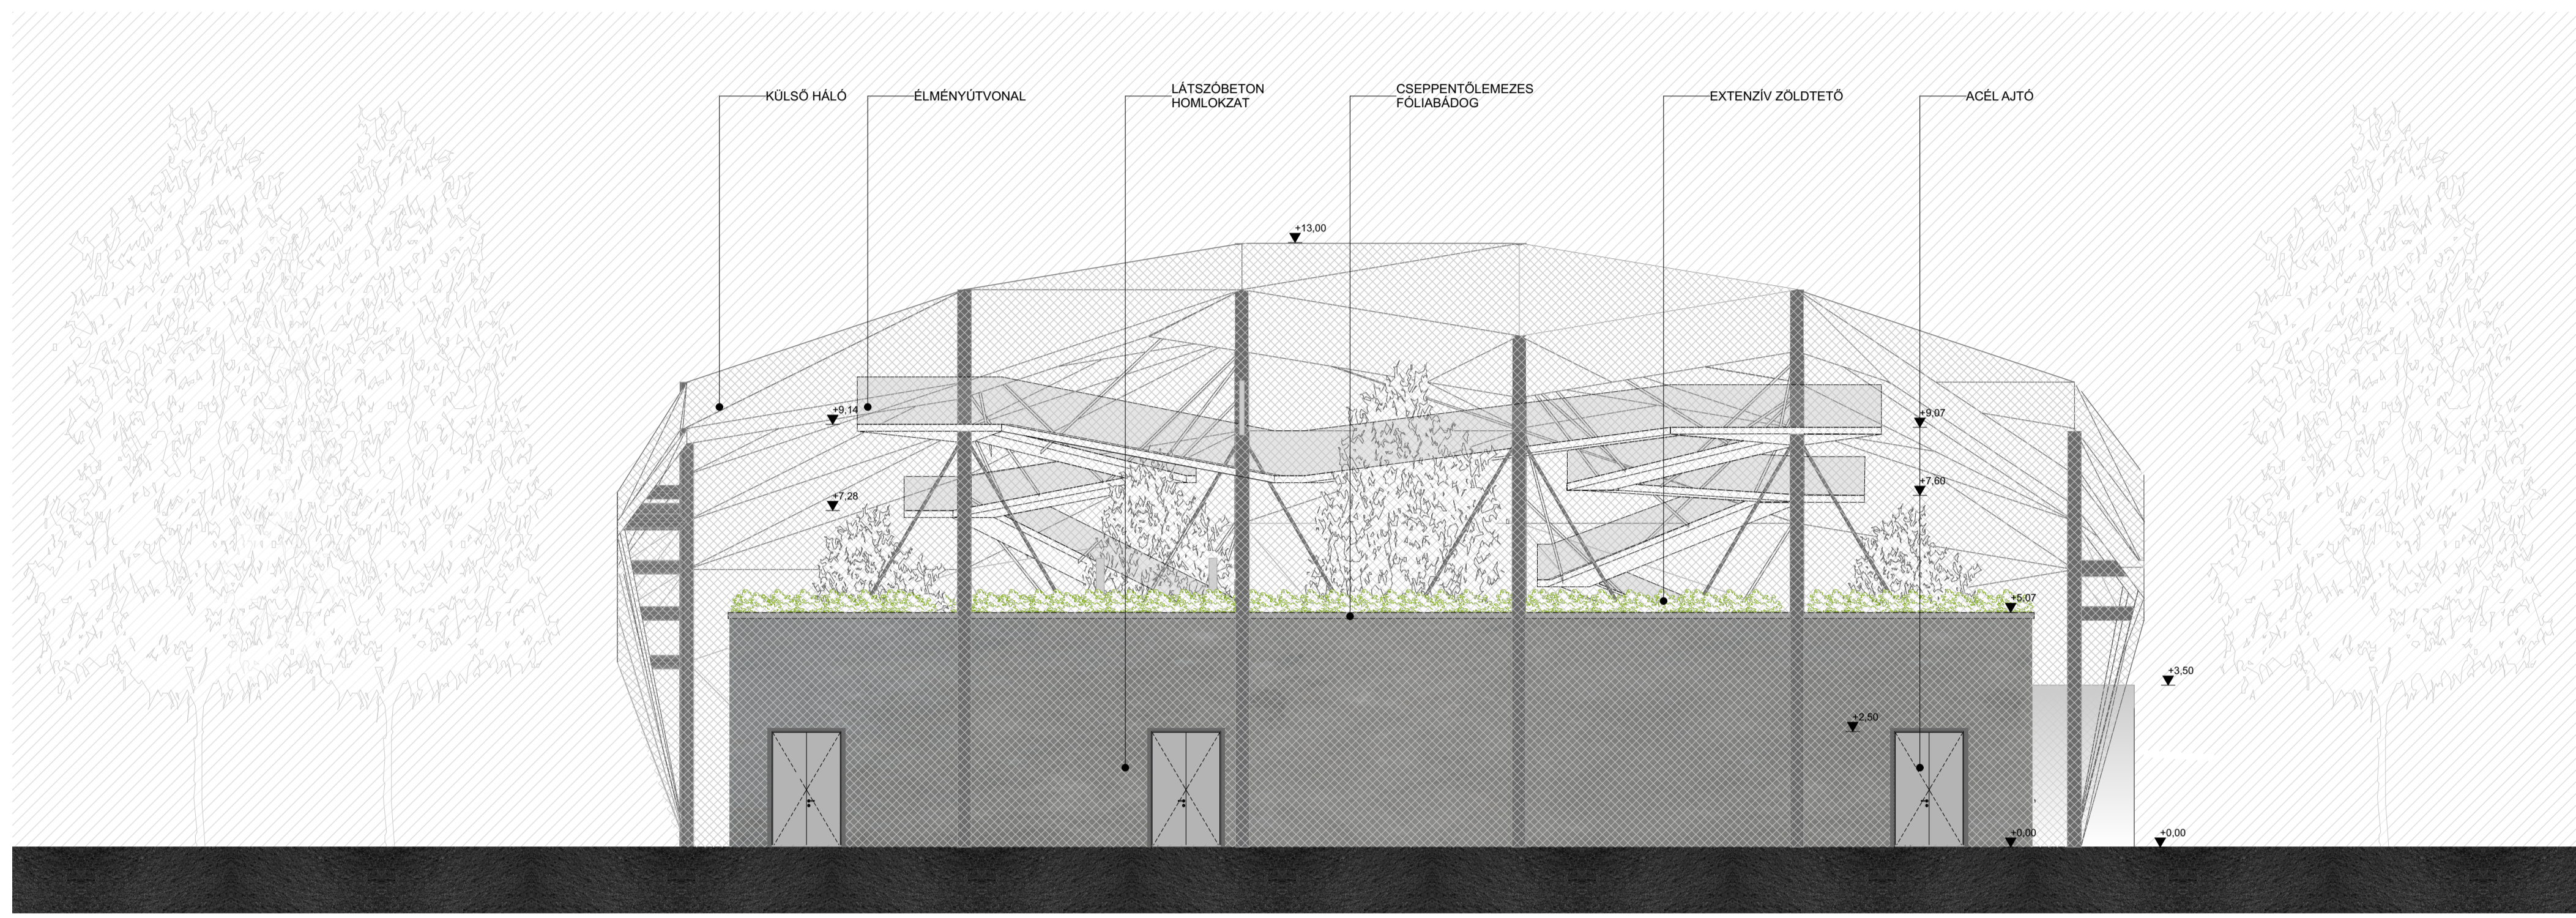 KÜLSŐ HÁLÓ
ÉLMÉNYÚTVONAL
LÁTSZÓBETON
HOMLOKZAT
CSEPPENTŐLEMEZES
FÓLIABÁDOG
EXTENZÍV ZÖLDTETŐ
ACÉL AJTÓ
+13,00
+9,14
+9,07
+7,28
+7,60
+5,07
+3,50
+2,50
+0,00
+0,00